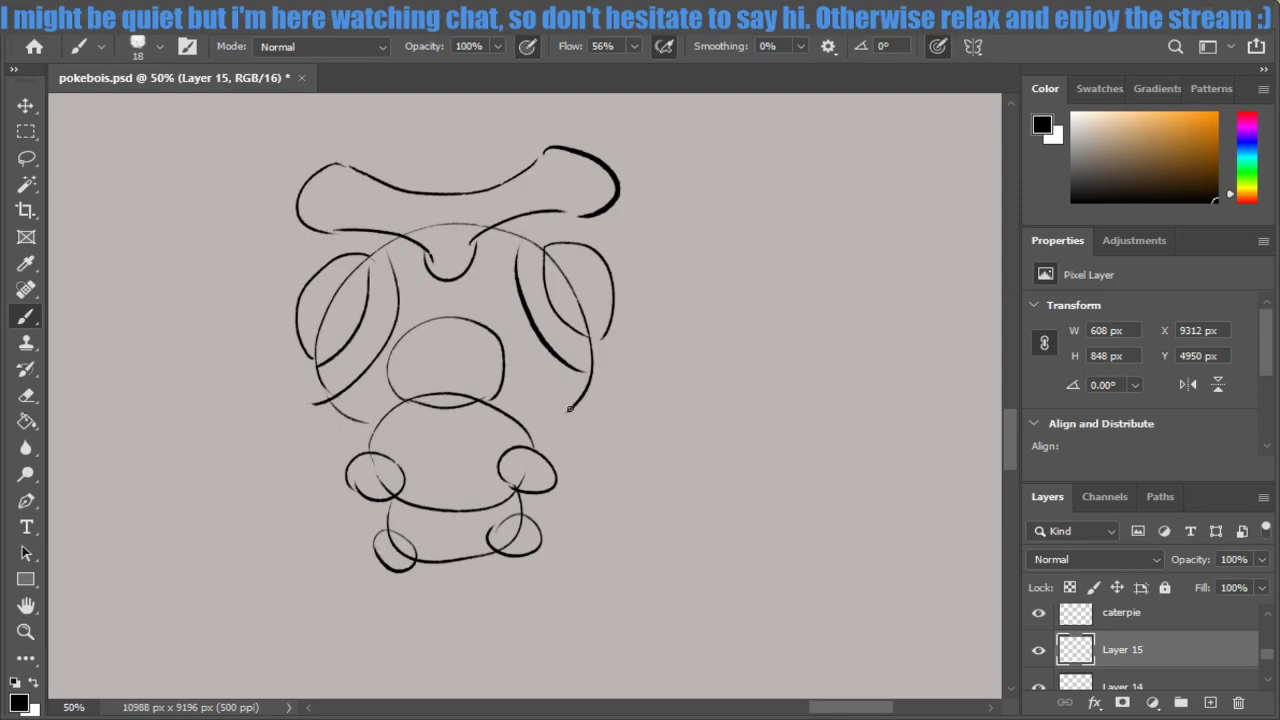 I might be quiet but i'm here watching chat, so don't hesitate to say hi. Otherwise relax and enjoy the stream :)
18 Mode: Normal Opacity: 100% Flow: 56% Smoothing: 0% 0°
pokebois.psd @ 50% (Layer 15, RGB/16) *
Color Swatches Gradients Patterns
Properties Adjustments
Pixel Layer
Transform
W 608 px X 9312 px
H 848 px Y 4950 px
0.00°
Align and Distribute
Align:
Layers Channels Paths
Kind
Normal Opacity: 100%
Lock: Fill: 100%
caterpie
Layer 15
Layer 14
50% 10988 px x 9196 px (500 ppi)